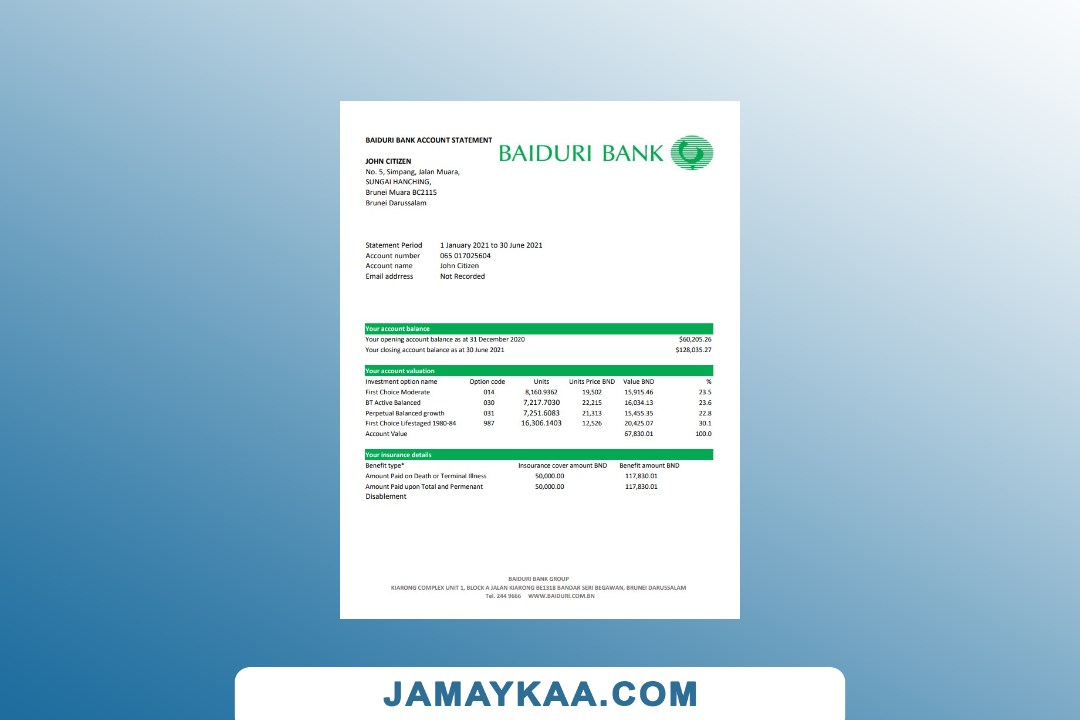 BAIDURI BANK ACCOUNT STATEMENT
BAIDURI BANK
JOHN CITIZEN
No. 5, Simpang, Jalan Muara,
SUNGAI HANCHING,
Brunei Muara BC2115
Brunei Darussalam
Statement Period 1 January 2021 to 30 June 2021
Account number 065 017025604
Account name John Citizen
Email addrress Not Recorded
Your account balance
Your opening account balance as at 31 December 2020 $60,205.26
Your closing account balance as at 30 June 2021 $128,035.27
Your account valuation
Investment option name Option code Units Units Price BND Value BND %
First Choice Moderate 014 8,160.9362 19,502 15,915.46 23.5
BT Active Balanced 030 7,217.7030 22,215 16,034.13 23.6
Perpetual Balanced growth 031 7,251.6083 21,313 15,455.35 22.8
First Choice Lifestaged 1980-84 987 16,306.1403 12,526 20,425.07 30.1
Account Value 67,830.01 100.0
Your insurance details
Benefit type* Inssurance cover amount BND Benefit amount BND
Amount Paid on Death or Terminal Illness 50,000.00 117,830.01
Amount Paid upon Total and Permenant 50,000.00 117,830.01
Disablement
BAIDURI BANK GROUP
KIARONG COMPLEX UNIT 1, BLOCK A JALAN KIARONG BE1318 BANDAR SERI BEGAWAN, BRUNEI DARUSSALAM
Tel. 244 9666 WWW.BAIDURI.COM.BN
JAMAYKAA.COM